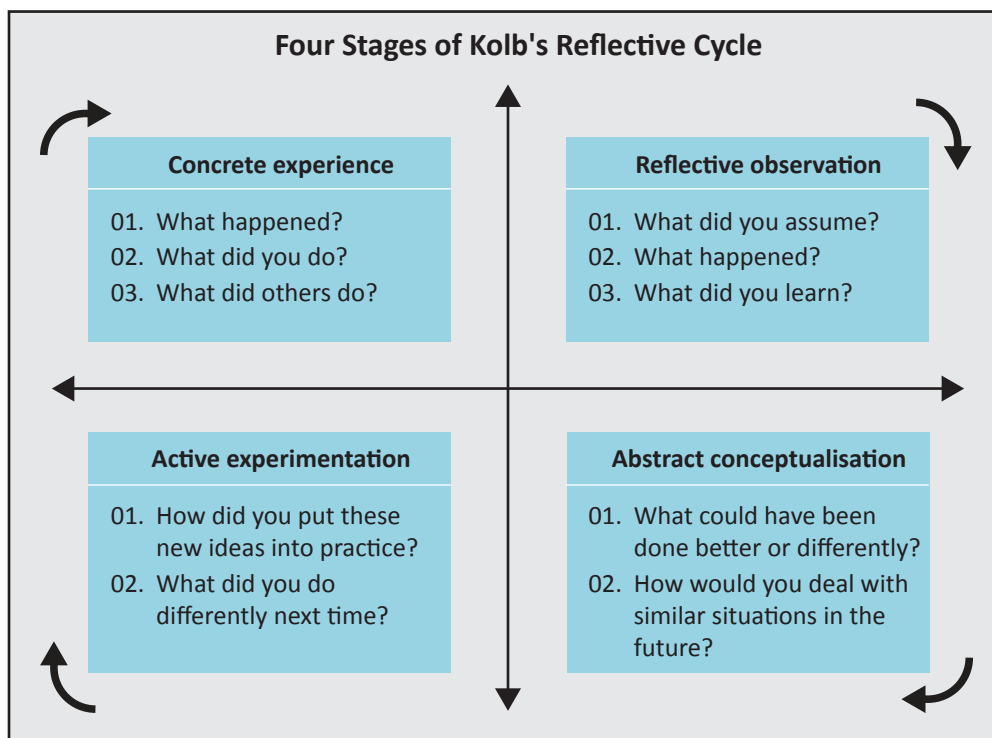 Four Stages of Kolb's Reflective Cycle
Concrete experience
01. What happened?
02. What did you do?
03. What did others do?
Reflective observation
01. What did you assume?
02. What happened?
03. What did you learn?
Active experimentation
01. How did you put these
new ideas into practice?
02. What did you do
differently next time?
Abstract conceptualisation
01. What could have been
done better or differently?
02. How would you deal with
similar situations in the
future?